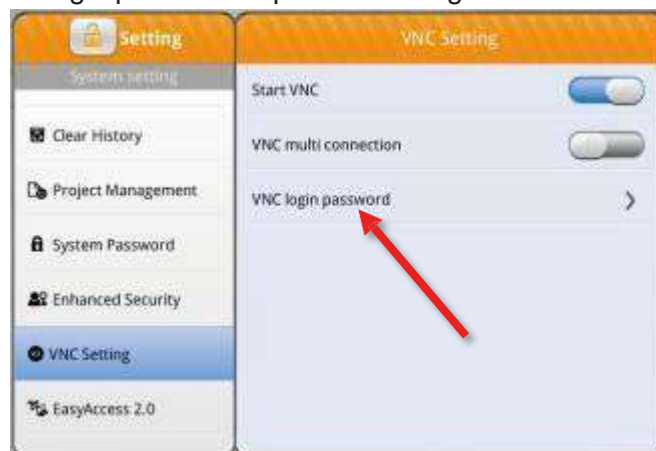 Setting
System setting
Clear History
Project Management
System Password
Enhanced Security
VNC Setting
EasyAccess 2.0
VNC Setting
Start VNC
VNC multi connection
VNC login password